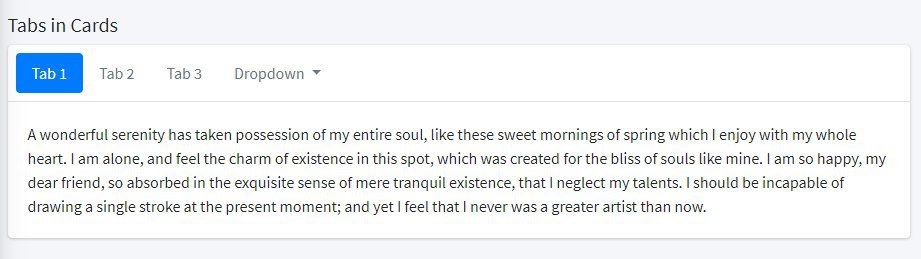 Tabs in Cards
Tab 1 Tab 2 Tab 3 Dropdown
A wonderful serenity has taken possession of my entire soul, like these sweet mornings of spring which I enjoy with my whole
heart. I am alone, and feel the charm of existence in this spot, which was created for the bliss of souls like mine. I am so happy, my
dear friend, so absorbed in the exquisite sense of mere tranquil existence, that I neglect my talents. I should be incapable of
drawing a single stroke at the present moment; and yet I feel that I never was a greater artist than now.